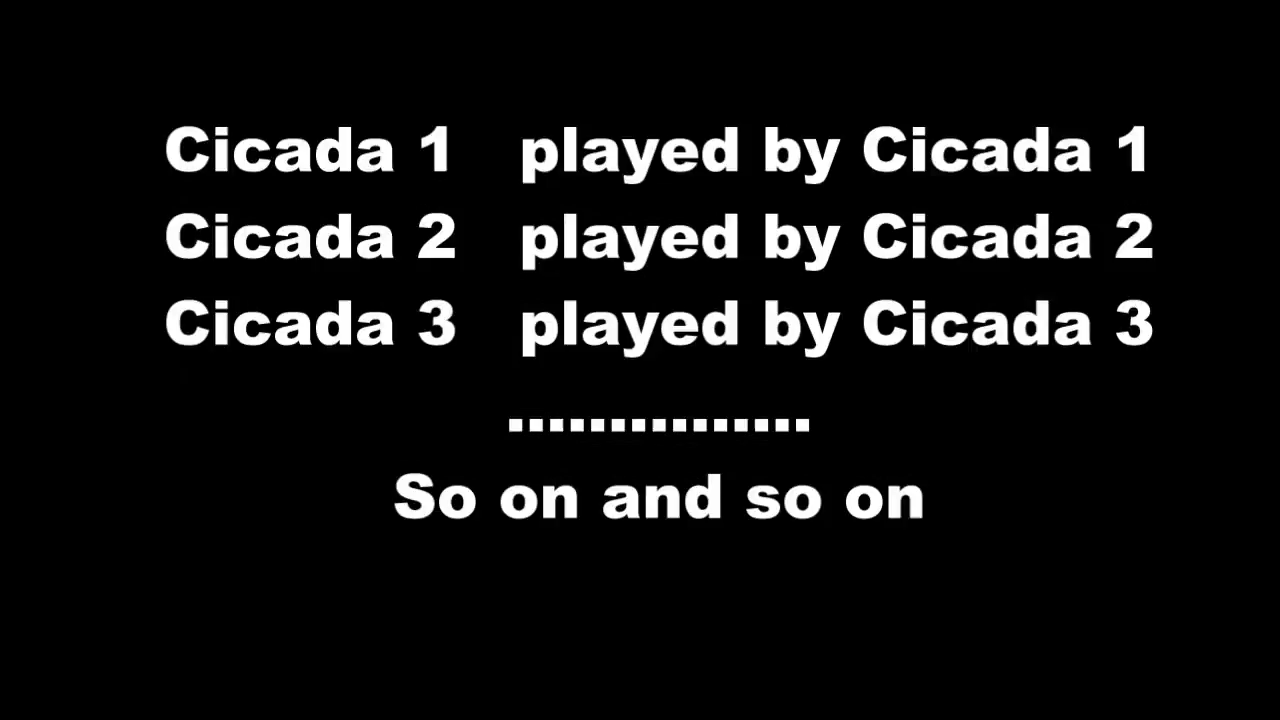 Cicada 1 played by Cicada 1
Cicada 2 played by Cicada 2
Cicada 3 played by Cicada 3
...............
So on and so on